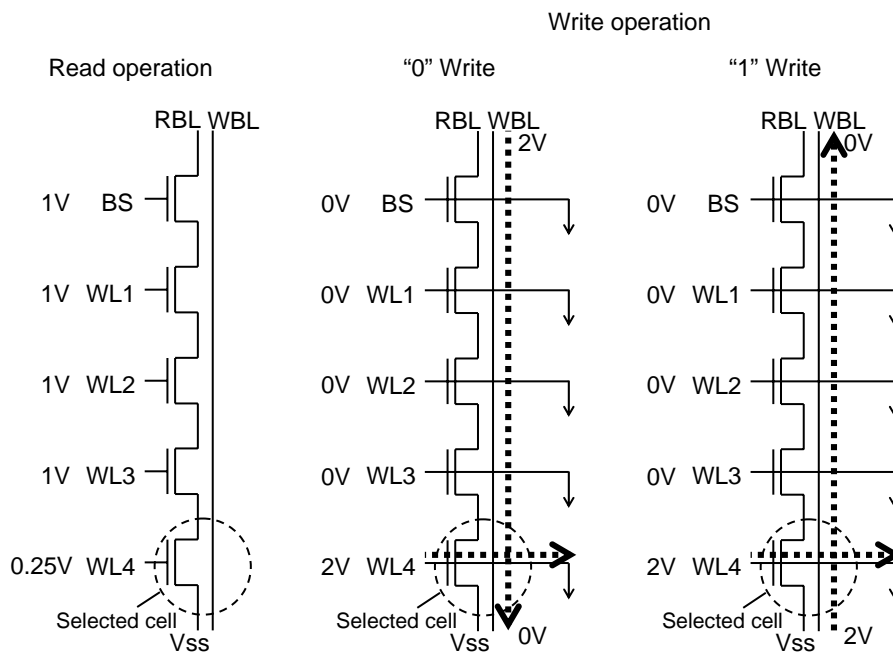 Write operation
Read operation
“0” Write
“1” Write
RBL WBL
1V BS
1V WL1
1V WL2
1V WL3
0.25V WL4
Selected cell
Vss
RBL WBL
2V
0V BS
0V WL1
0V WL2
0V WL3
2V WL4
Selected cell
Vss
0V
RBL WBL
0V
0V BS
0V WL1
0V WL2
0V WL3
2V WL4
Selected cell
Vss
2V